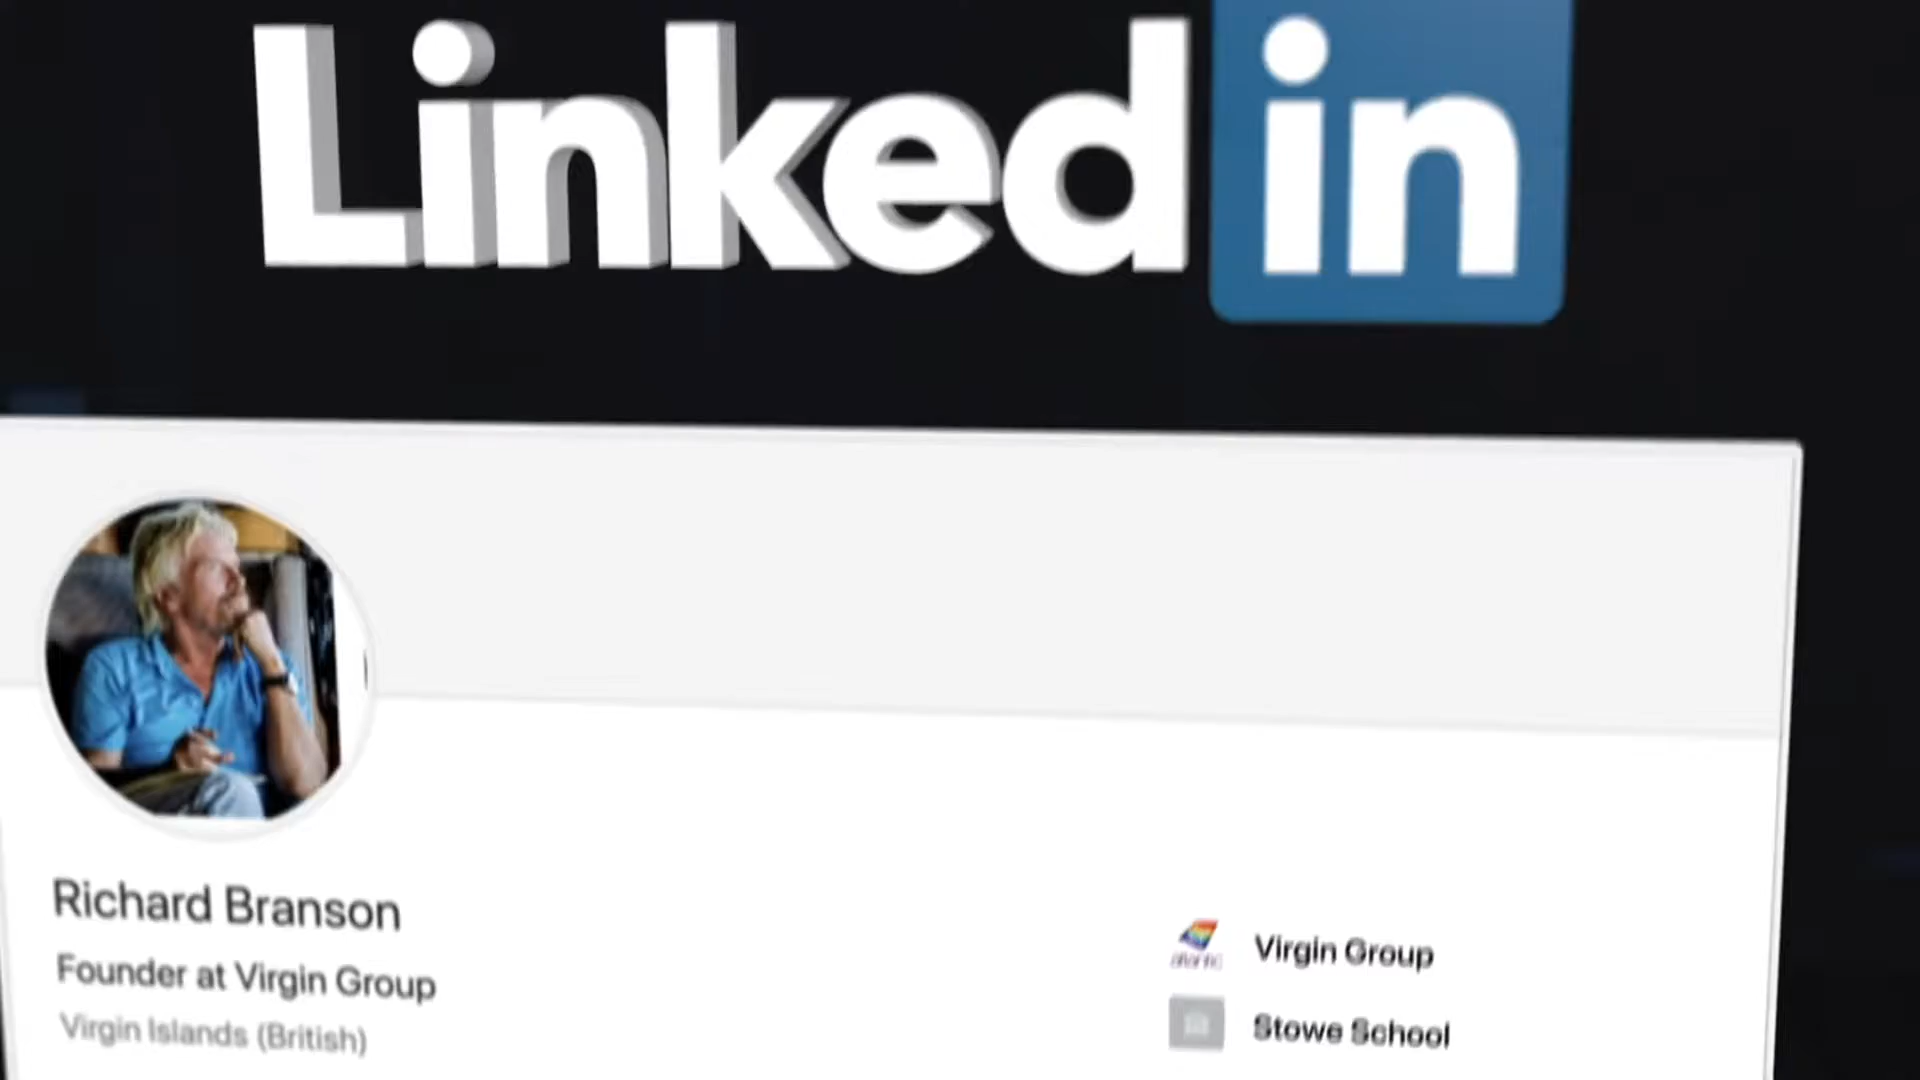 Linkedin
Richard Branson
Founder at Virgin Group
Virgin Islands (British)
Virgin Group
Stowe School